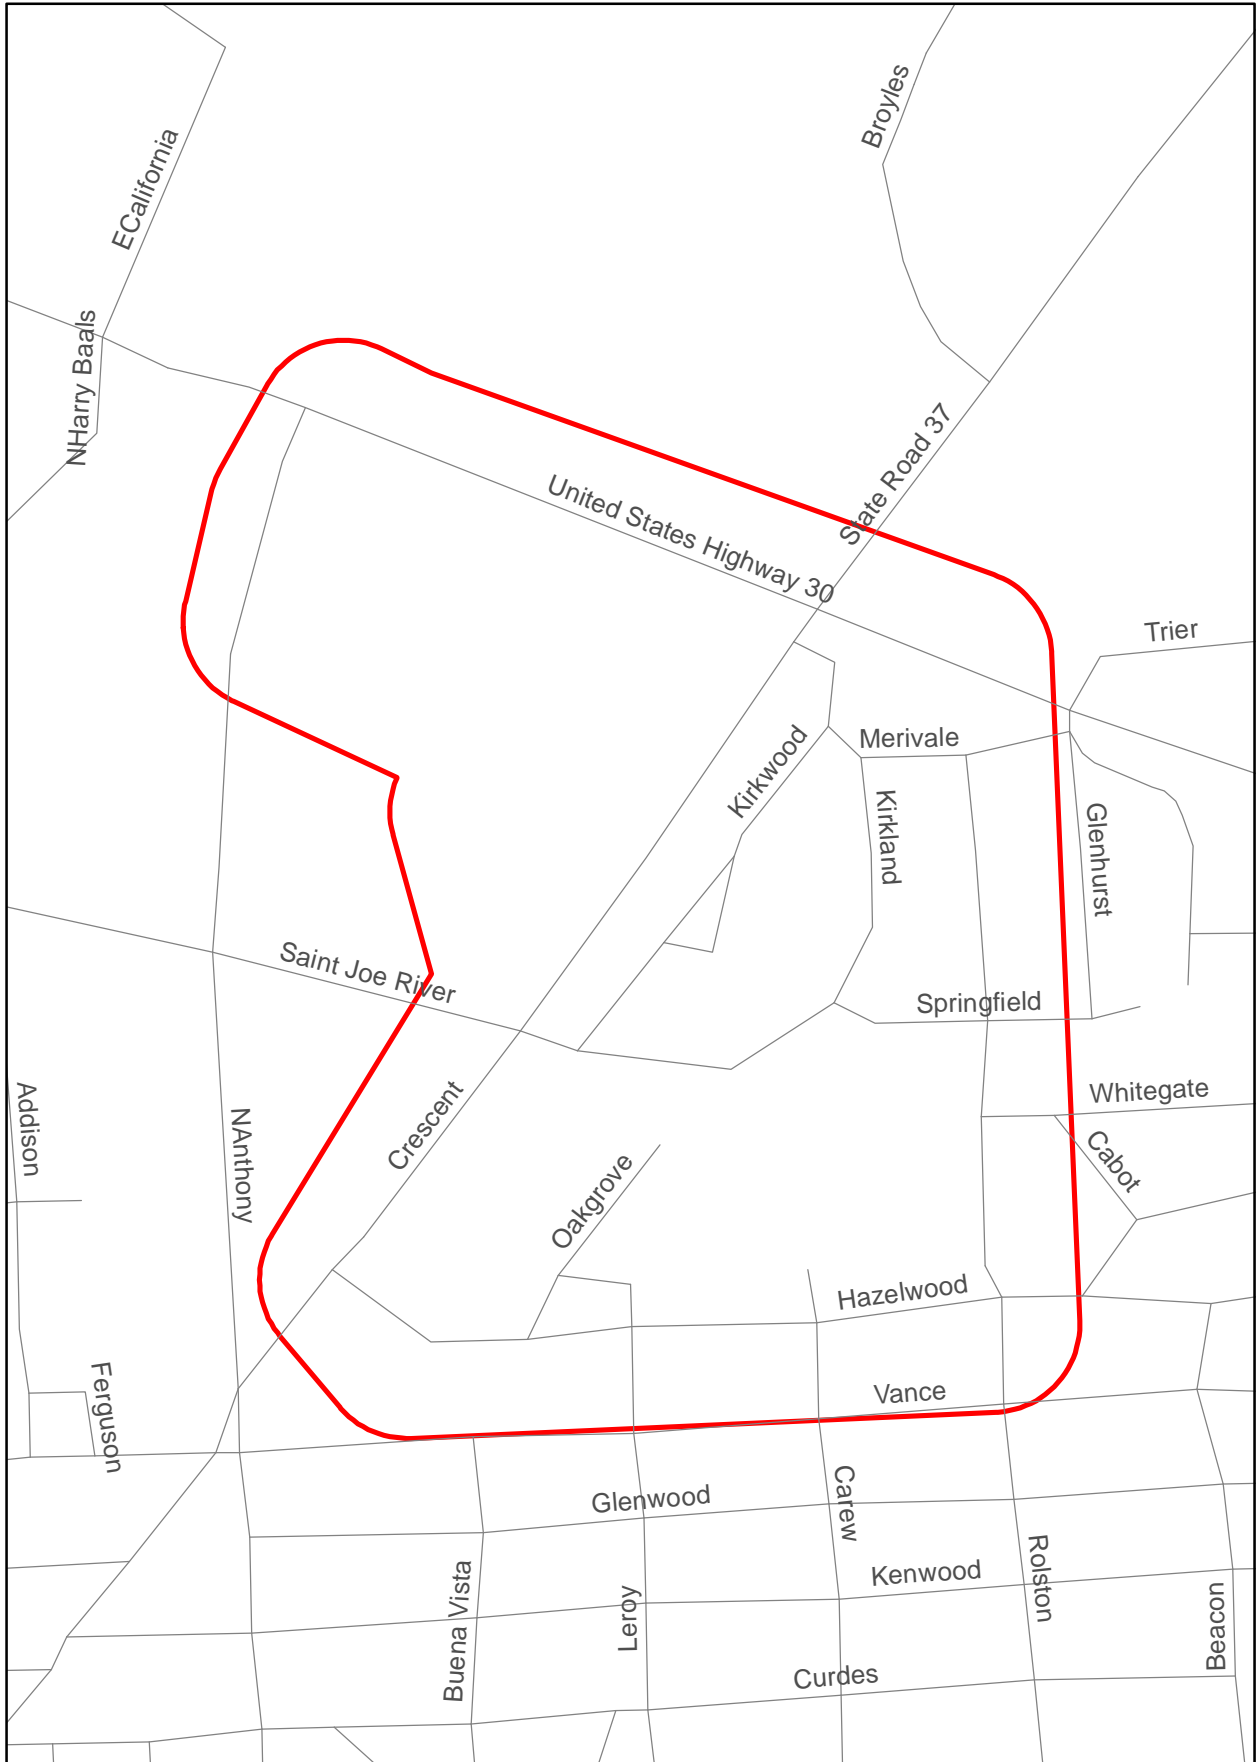 Broyles
ECalifornia
NHarry Baals
State Road 37
United States Highway 30
Trier
Merivale
Kirkwood
Kirkland
Glenhurst
Saint Joe River
Springfield
Addison
NAnthony
Crescent
Whitegate
Cabot
Oakgrove
Hazelwood
Ferguson
Vance
Glenwood
Carew
Buena Vista
Leroy
Kenwood
Rolston
Beacon
Curdes